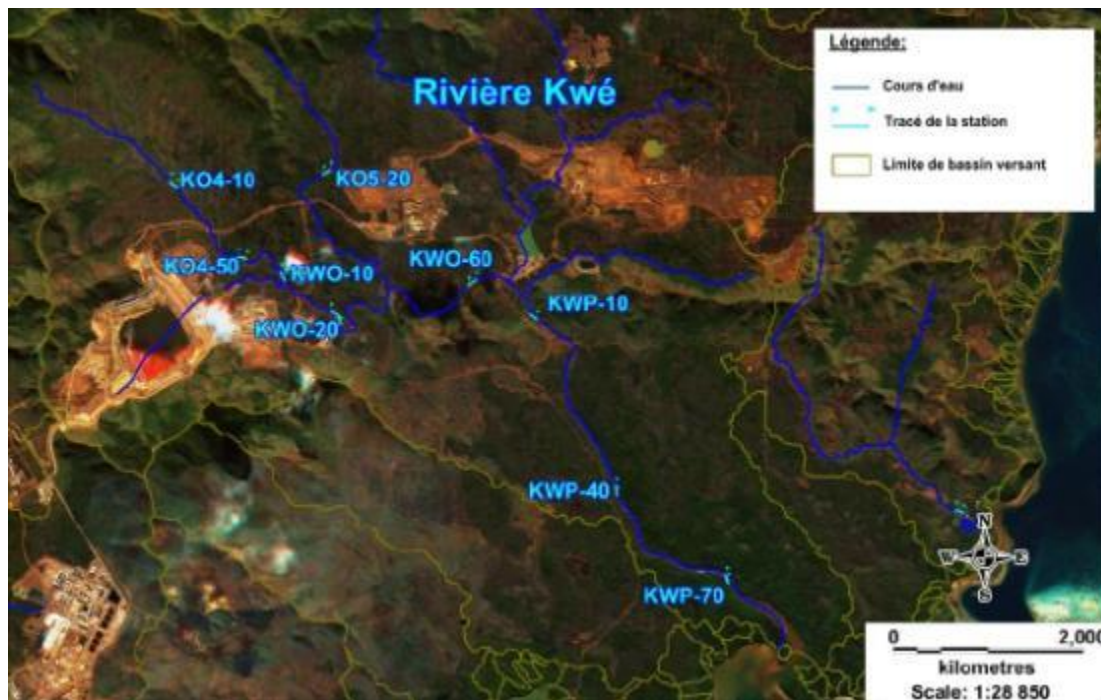 Légende:
Cours d'eau
Tracé de la station
Limite de bassin versant
Rivière Kwé
KO4-10
KO5-20
KO4-50
KWO-10
KWO-60
KWO-20
KWP-10
KWP-40
KWP-70
N
W E
S
0 2,000
kilometres
Scale: 1:28 850